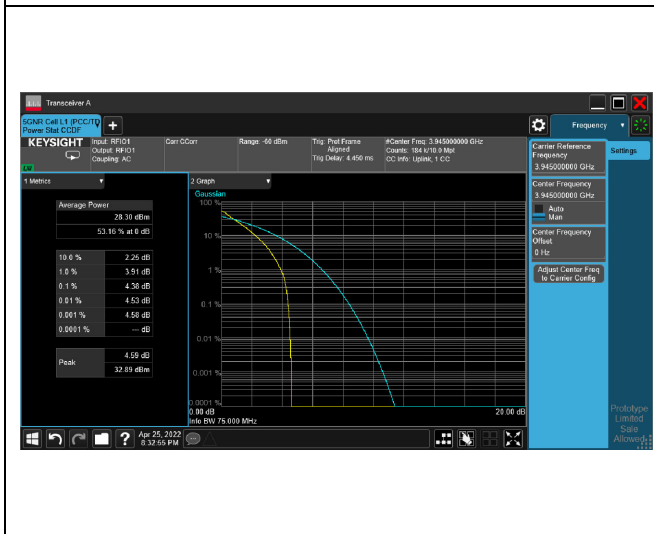 Transceiver A
5GNR Cell L1 (PCC/TD
Power Stat CCDF
Frequency
KEYSIGHT
Input: RFIO1
Output: RFIO1
Coupling: AC
Corr CCorr
Range: -60 dBm
Trig: Pret Frame
Aligned
Trig Delay: 4.450 ms
#Center Freq: 3.945000000 GHz
Counts: 184 k/10.0 Mpt
CC Info: Uplink, 1 CC
1 Metrics
Average Power
28.30 dBm
53.16 % at 0 dB
10.0 % 2.25 dB
1.0 % 3.91 dB
0.1 % 4.38 dB
0.01 % 4.53 dB
0.001 % 4.58 dB
0.0001 % --- dB
Peak
4.59 dB
32.89 dBm
2 Graph
Gaussian
100 %
10 %
1 %
0.1 %
0.01 %
0.001 %
0.0001 %
0.00 dB 20.00 dB
Info BW 75.000 MHz
Carrier Reference
Frequency
3.945000000 GHz
Center Frequency
3.945000000 GHz
Auto
Man
Center Frequency
Offset
0 Hz
Adjust Center Freq
to Carrier Config
Settings
Prototype
Limited
Sale
Allowed
Apr 25, 2022
8:32:55 PM